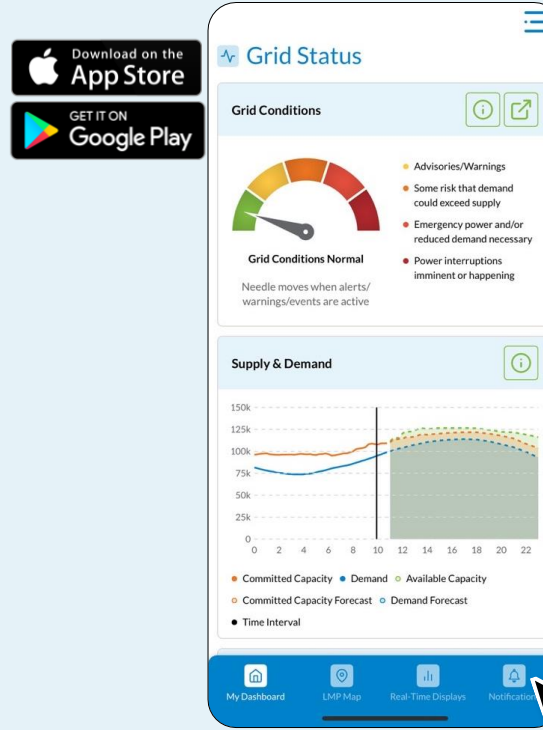 Download on the
App Store
GET IT ON
Google Play
Grid Status
Grid Conditions
Advisories/Warnings
Some risk that demand
could exceed supply
Emergency power and/or
reduced demand necessary
Power interruptions
imminent or happening
Grid Conditions Normal
Needle moves when alerts/
warnings/events are active
Supply & Demand
150k
125k
100k
75k
50k
25k
0
0 2 4 6 8 10 12 14 16 18 20 22
Committed Capacity Demand Available Capacity
Committed Capacity Forecast Demand Forecast
Time Interval
My Dashboard LMP Map Real-Time Displays Notification